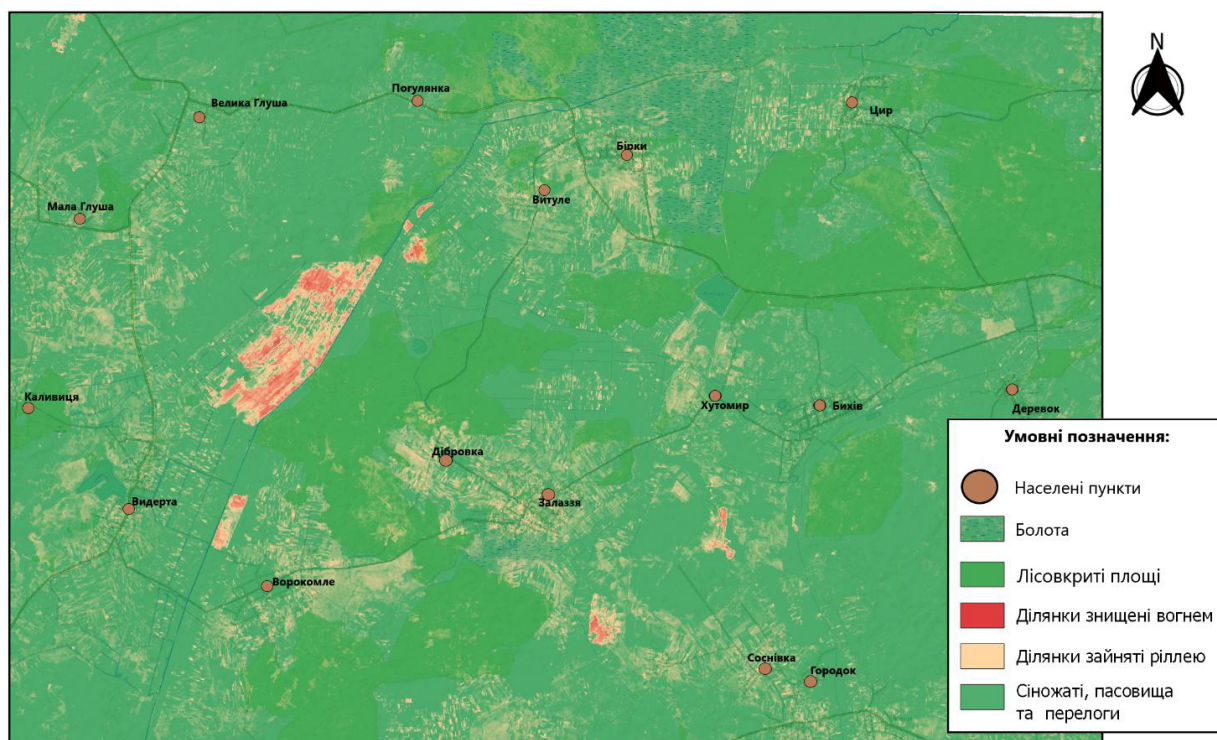 N
Погулянка
Велика Глуша
Цир
Бірки
Витуле
Мала Глуша
Каливиця
Хутомир
Бихів
Деревок
Дібровка
Залаззя
Видерта
Ворокомле
Соснівка
Городок
Умовні позначення:
Населені пункти
Болота
Лісовкриті площі
Ділянки знищені вогнем
Ділянки зайняті ріллею
Сіножаті, пасовища
та перелоги